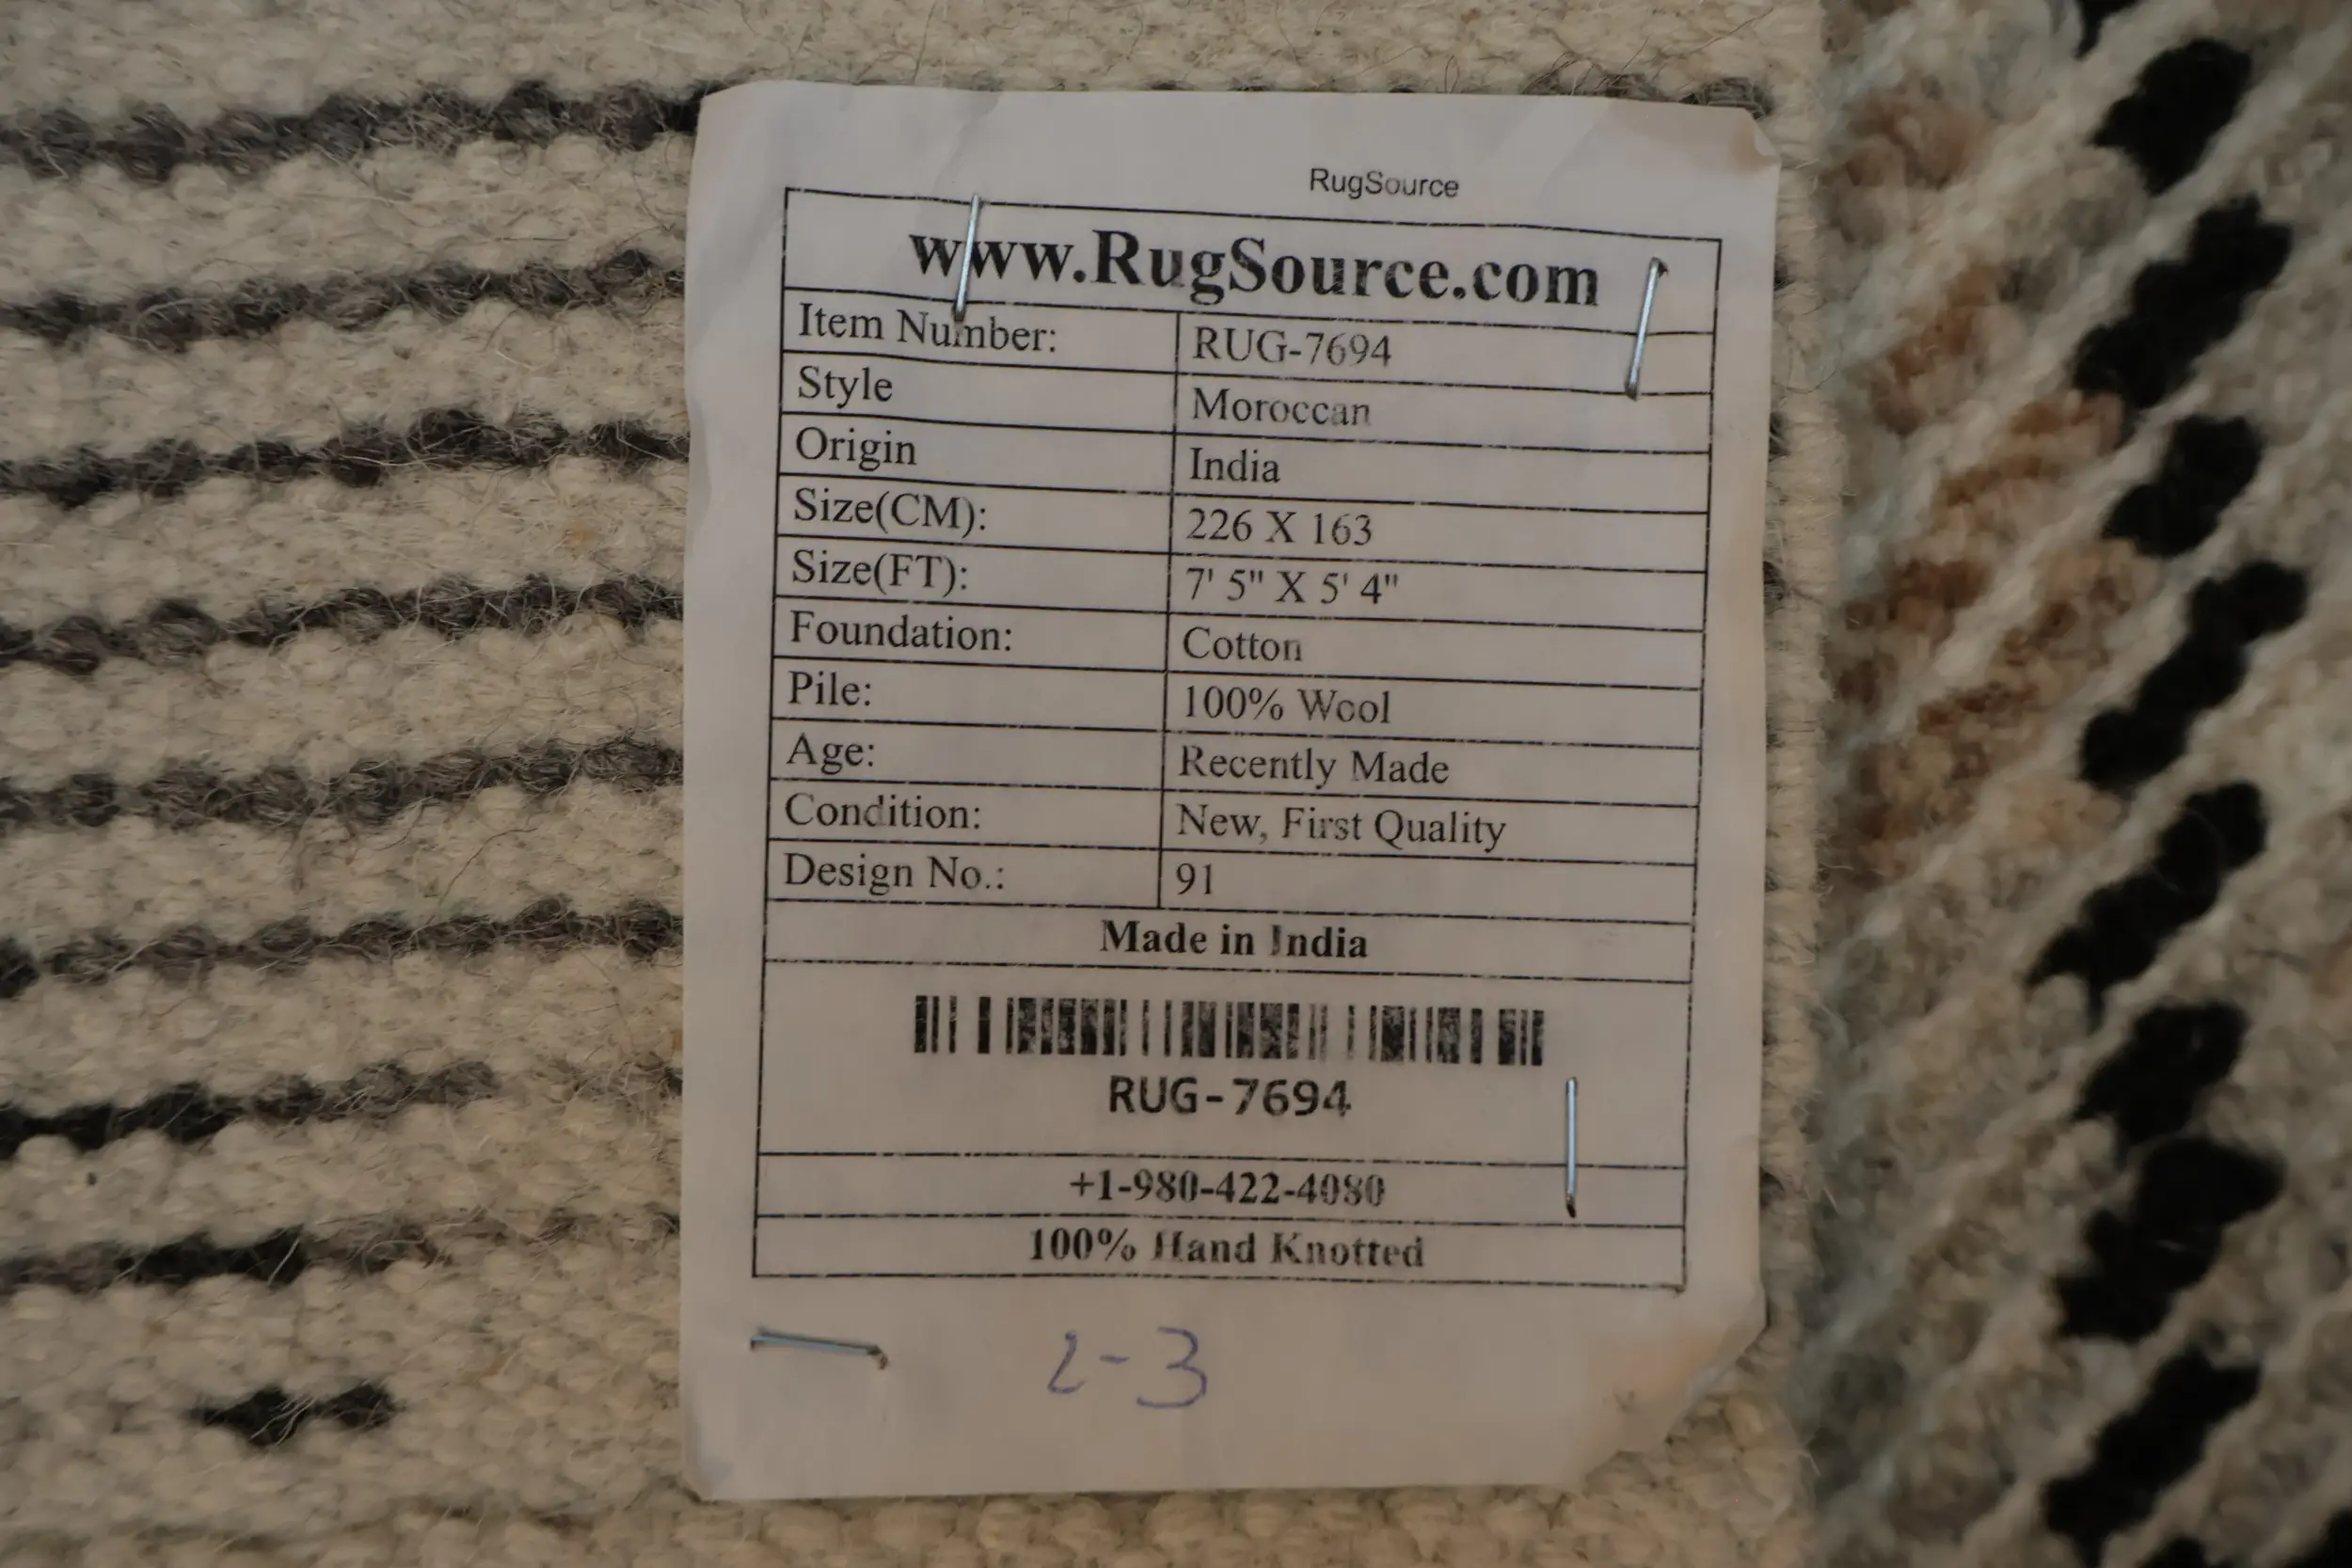 RugSource
www.RugSource.com
Item Number: RUG-7694
Style Moroccan
Origin India
Size(CM): 226 X 163
Size(FT): 7' 5" X 5' 4"
Foundation: Cotton
Pile: 100% Wool
Age: Recently Made
Condition: New, First Quality
Design No.: 91
Made in India
RUG-7694
+1-980-422-4080
100% Hand Knotted
2-3